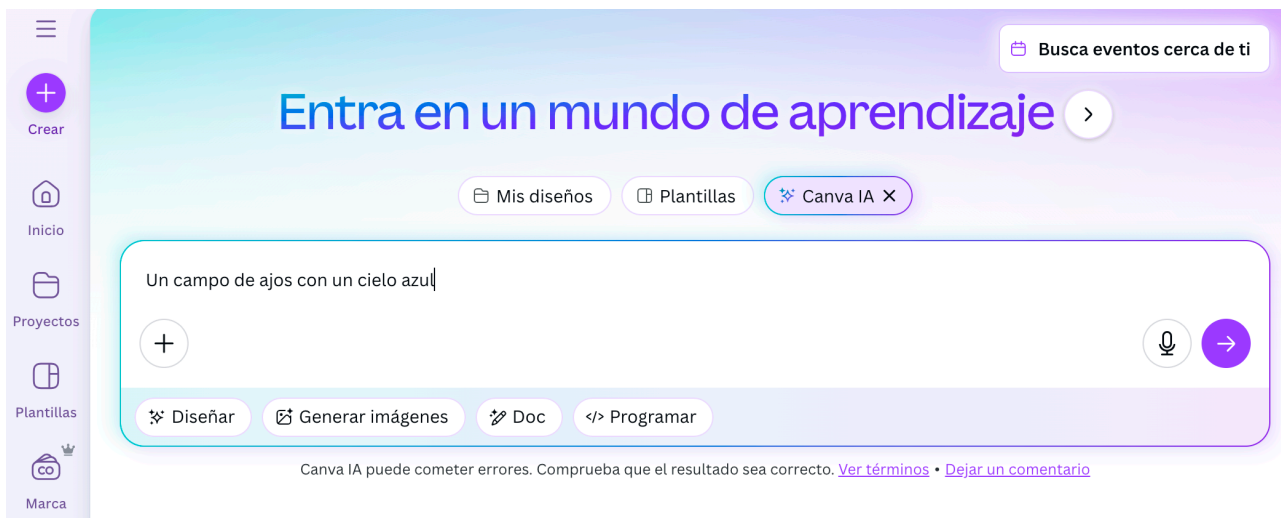 Busca eventos cerca de ti
Entra en un mundo de aprendizaje
Crear
Mis diseños
Plantillas
Canva IA
Inicio
Un campo de ajos con un cielo azul
Proyectos
Plantillas
Diseñar
Generar imágenes
Doc
</> Programar
CO
Marca
Canva IA puede cometer errores. Comprueba que el resultado sea correcto. Ver términos • Dejar un comentario